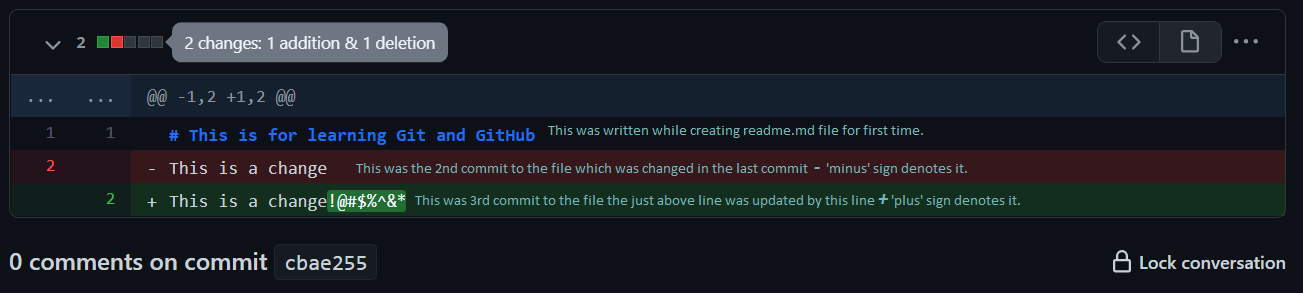 2 2 changes: 1 addition & 1 deletion
... ... @@ -1,2 +1,2 @@
1 1 # This is for learning Git and GitHub This was written while creating readme.md file for first time.
2 - This is a change This was the 2nd commit to the file which was changed in the last commit - 'minus' sign denotes it.
2 + This is a change!@#$%^&* This was 3rd commit to the file the just above line was updated by this line + 'plus' sign denotes it.
0 comments on commit cbae255 Lock conversation